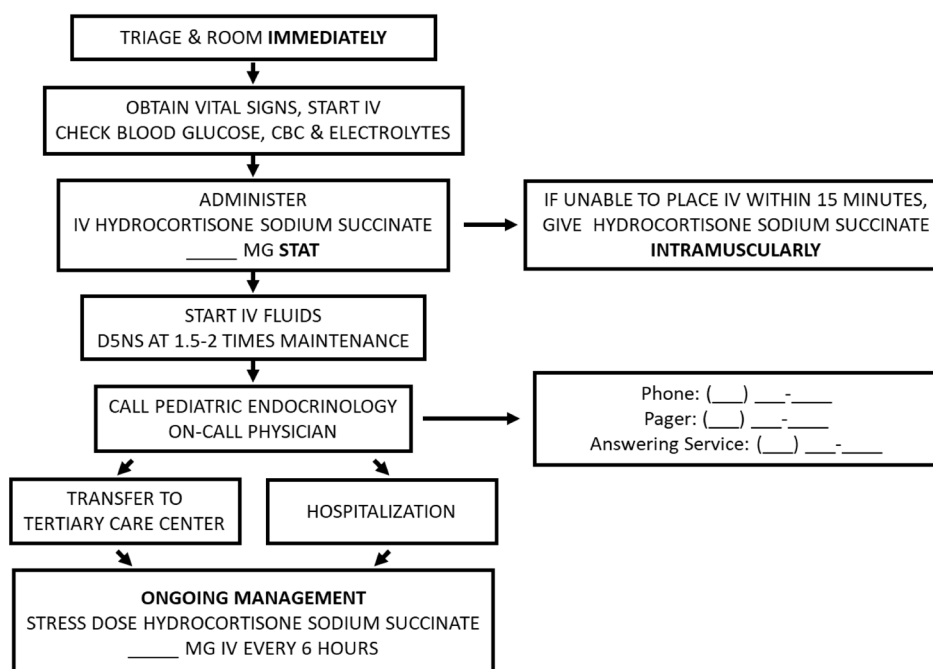 TRIAGE & ROOM IMMEDIATELY
OBTAIN VITAL SIGNS, START IV
CHECK BLOOD GLUCOSE, CBC & ELECTROLYTES
ADMINISTER
IV HYDROCORTISONE SODIUM SUCCINATE
_____ MG STAT
IF UNABLE TO PLACE IV WITHIN 15 MINUTES,
GIVE HYDROCORTISONE SODIUM SUCCINATE
INTRAMUSCULARLY
START IV FLUIDS
D5NS AT 1.5-2 TIMES MAINTENANCE
CALL PEDIATRIC ENDOCRINOLOGY
ON-CALL PHYSICIAN
Phone: (___) ___-____
Pager: (___) ___-____
Answering Service: (___) ___-____
TRANSFER TO
TERTIARY CARE CENTER
HOSPITALIZATION
ONGOING MANAGEMENT
STRESS DOSE HYDROCORTISONE SODIUM SUCCINATE
_____ MG IV EVERY 6 HOURS